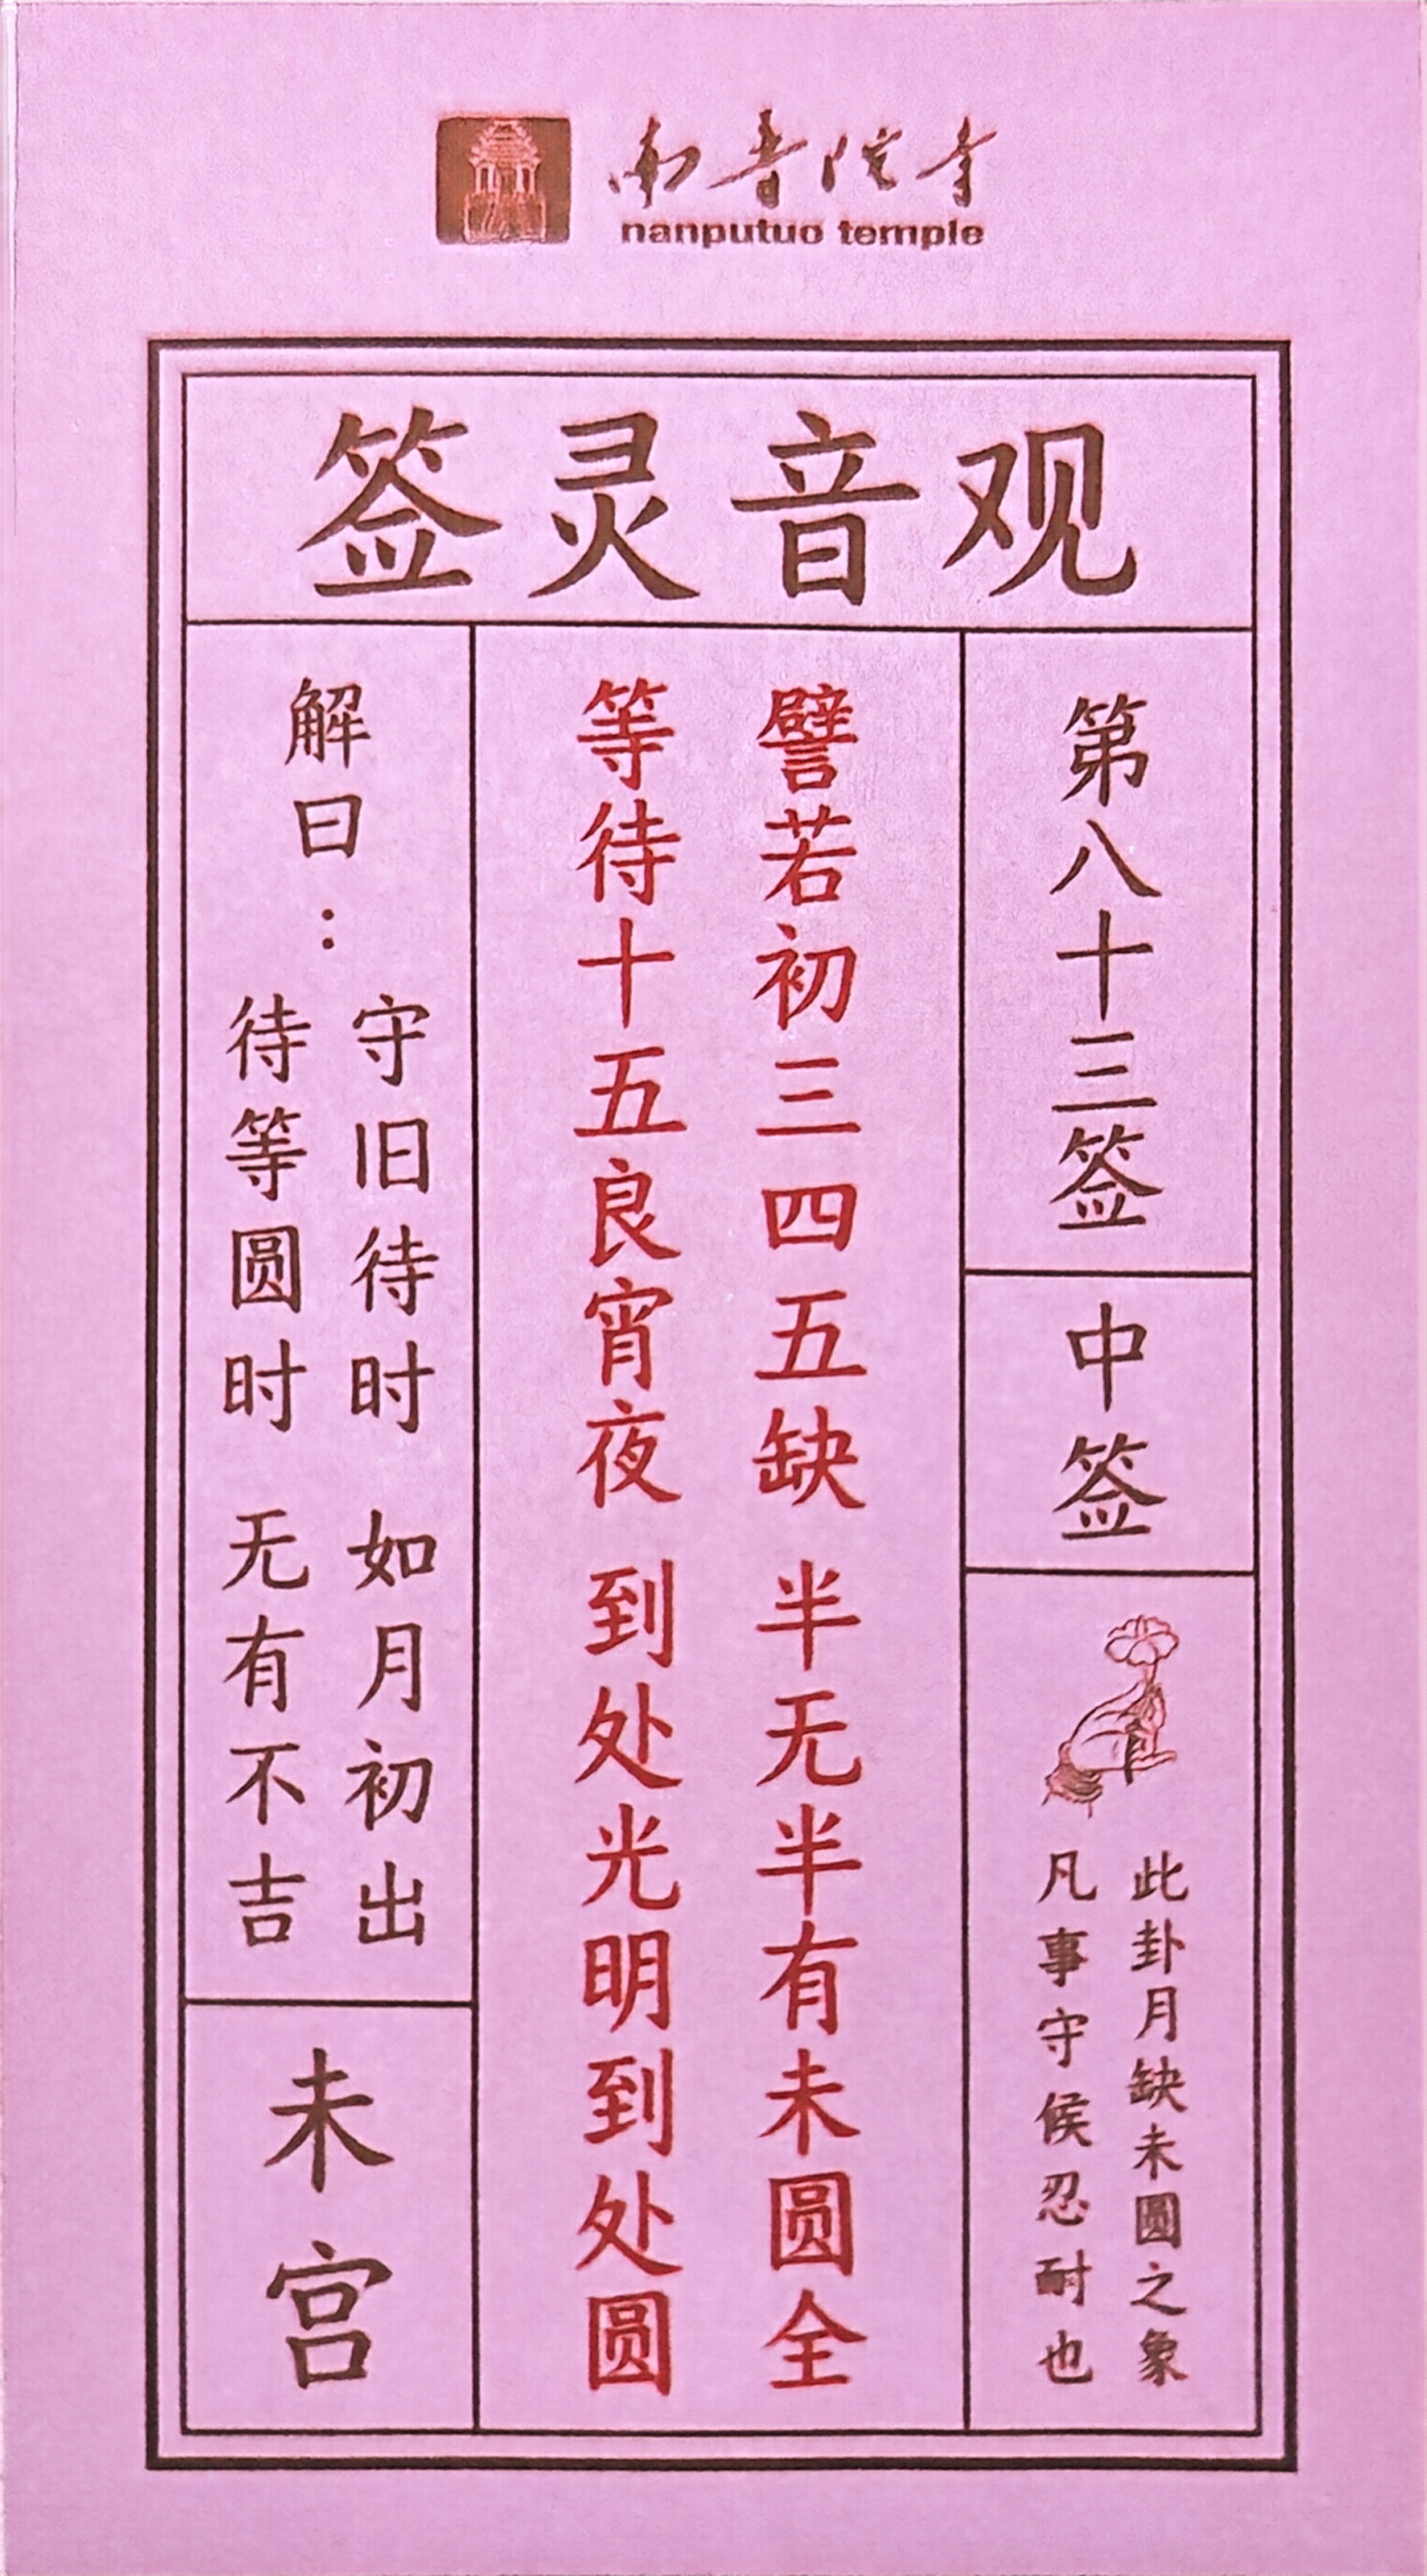 南普陀寺
nanputuo temple
观音灵签
第八十三签
中签
此卦月缺未圆之象
凡事守候忍耐也
譬若初三四五缺 半无半有未圆全
等待十五良宵夜 到处光明到处圆
解曰：
守旧待时 如月初出
待等圆时 无有不吉
未宫